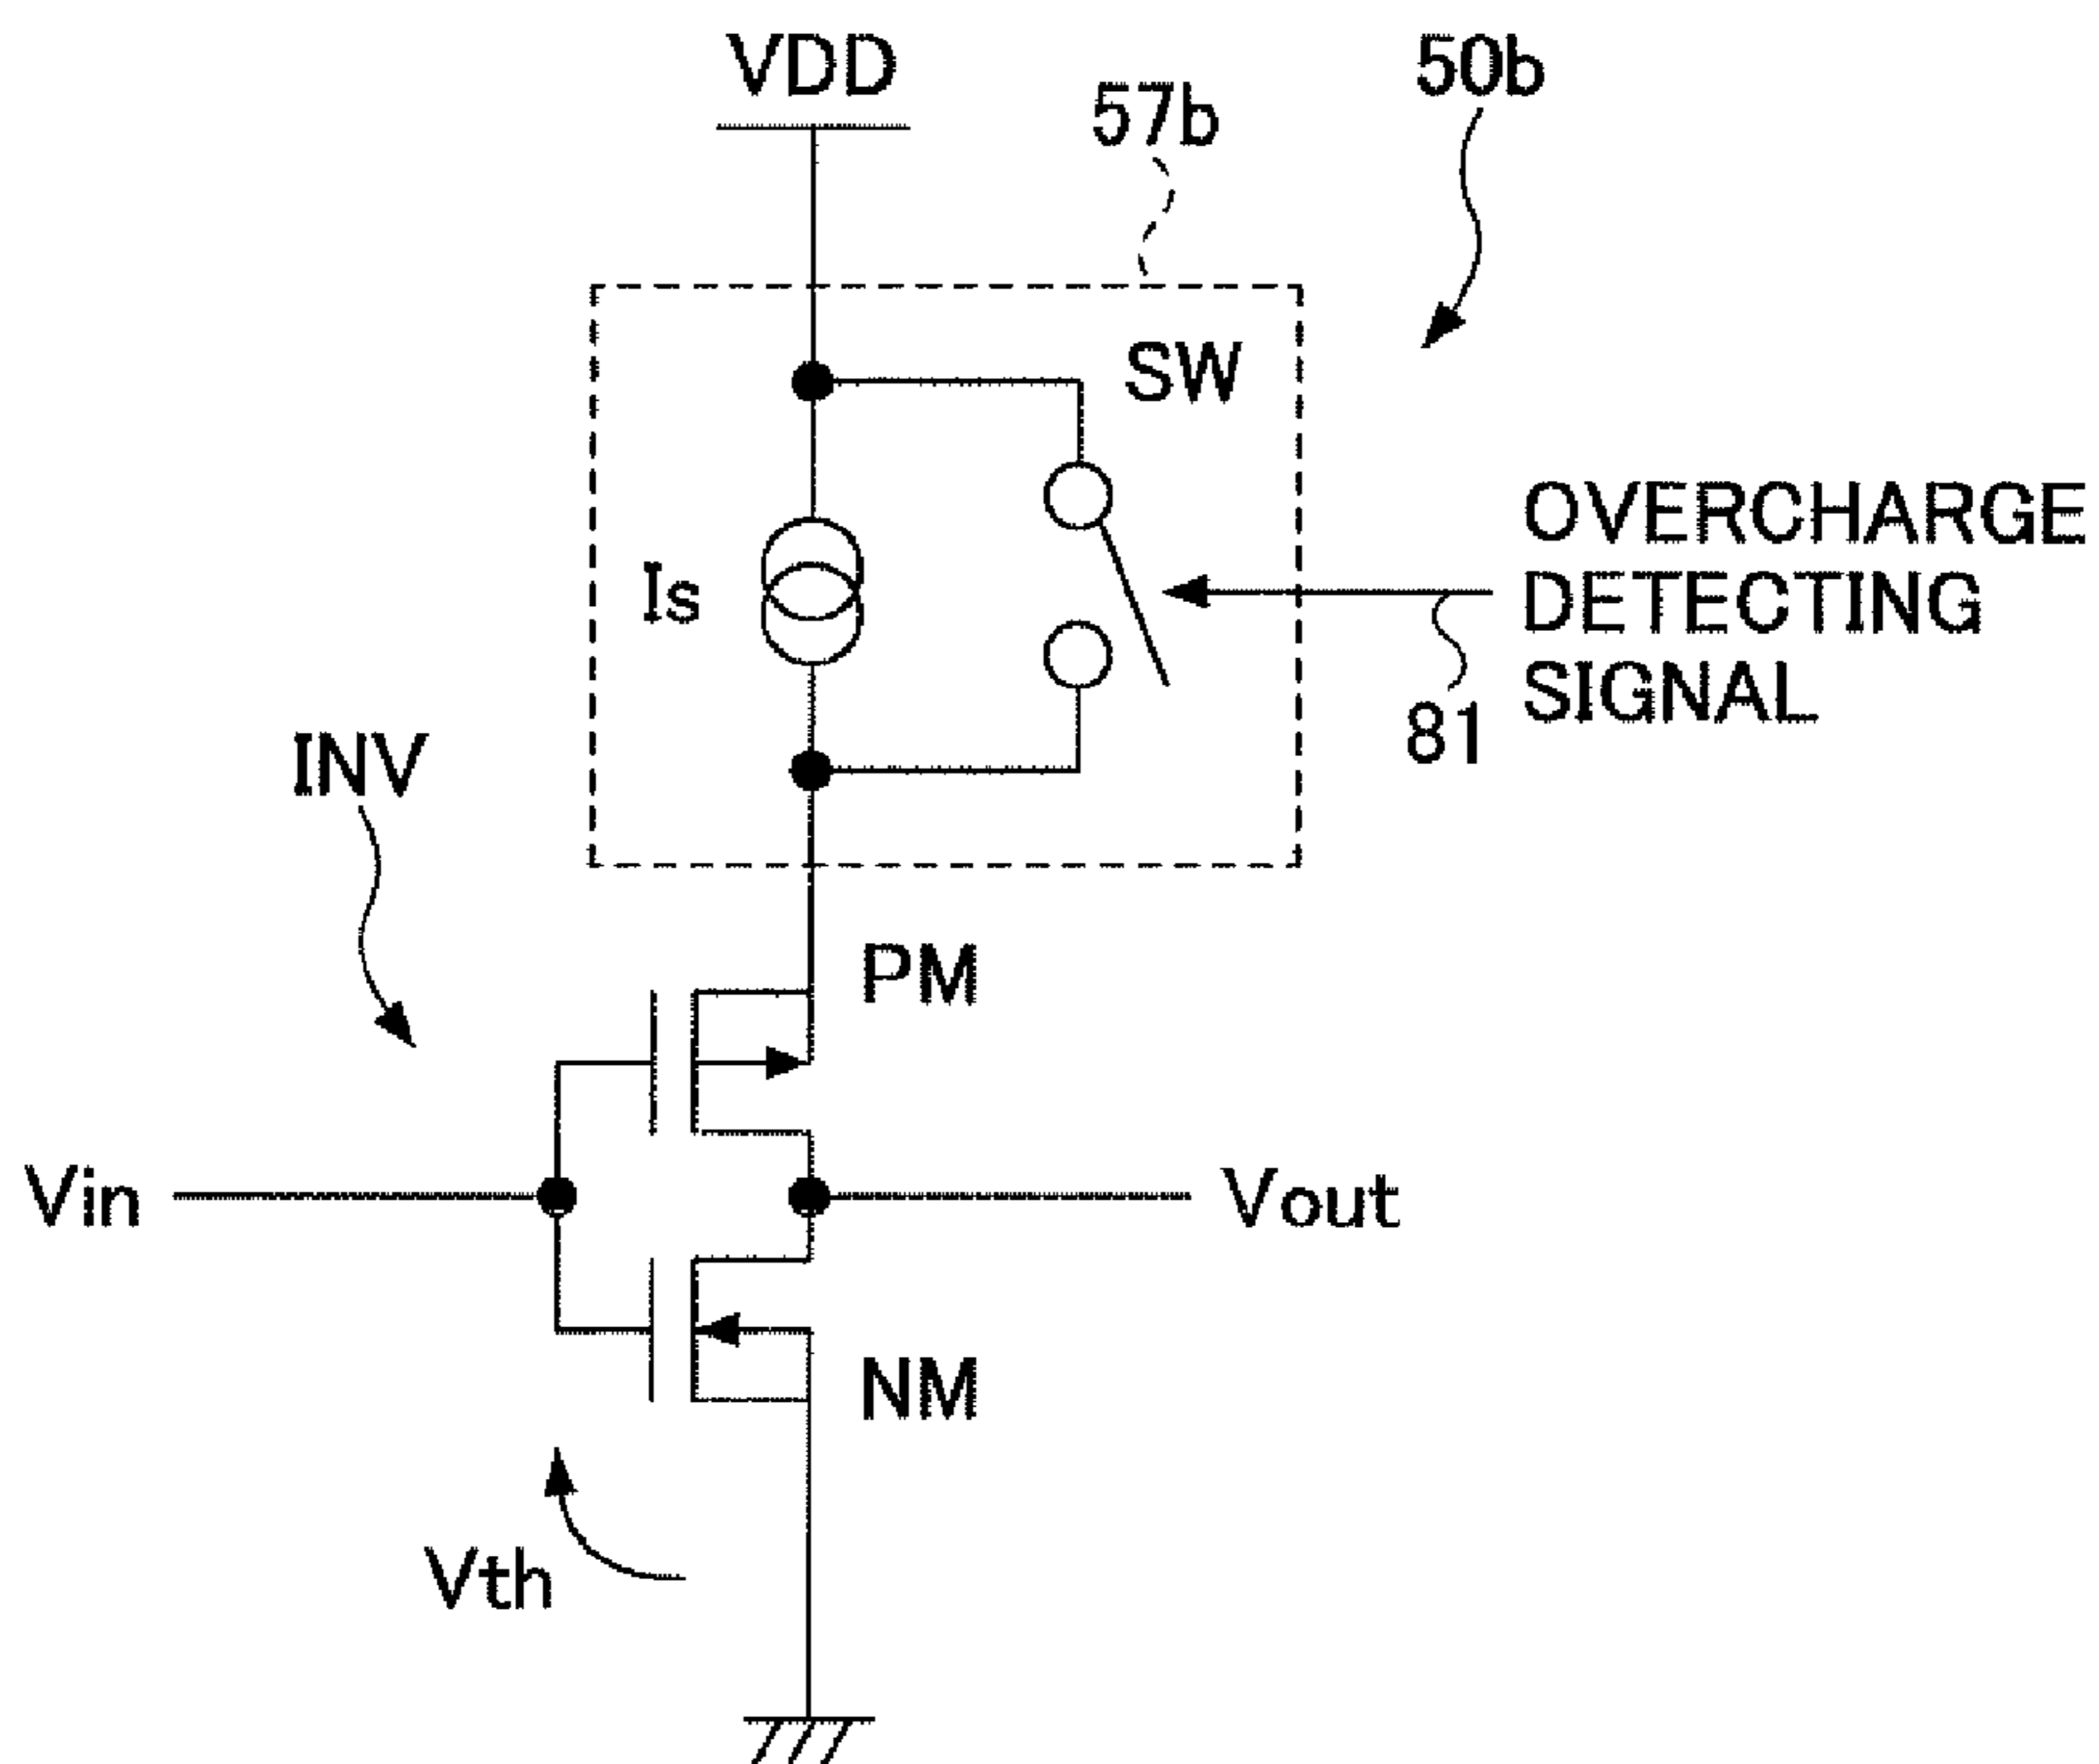 VDD
57b
50b
SW
Is
OVERCHARGE
DETECTING
SIGNAL
81
INV
PM
Vin
Vout
NM
Vth